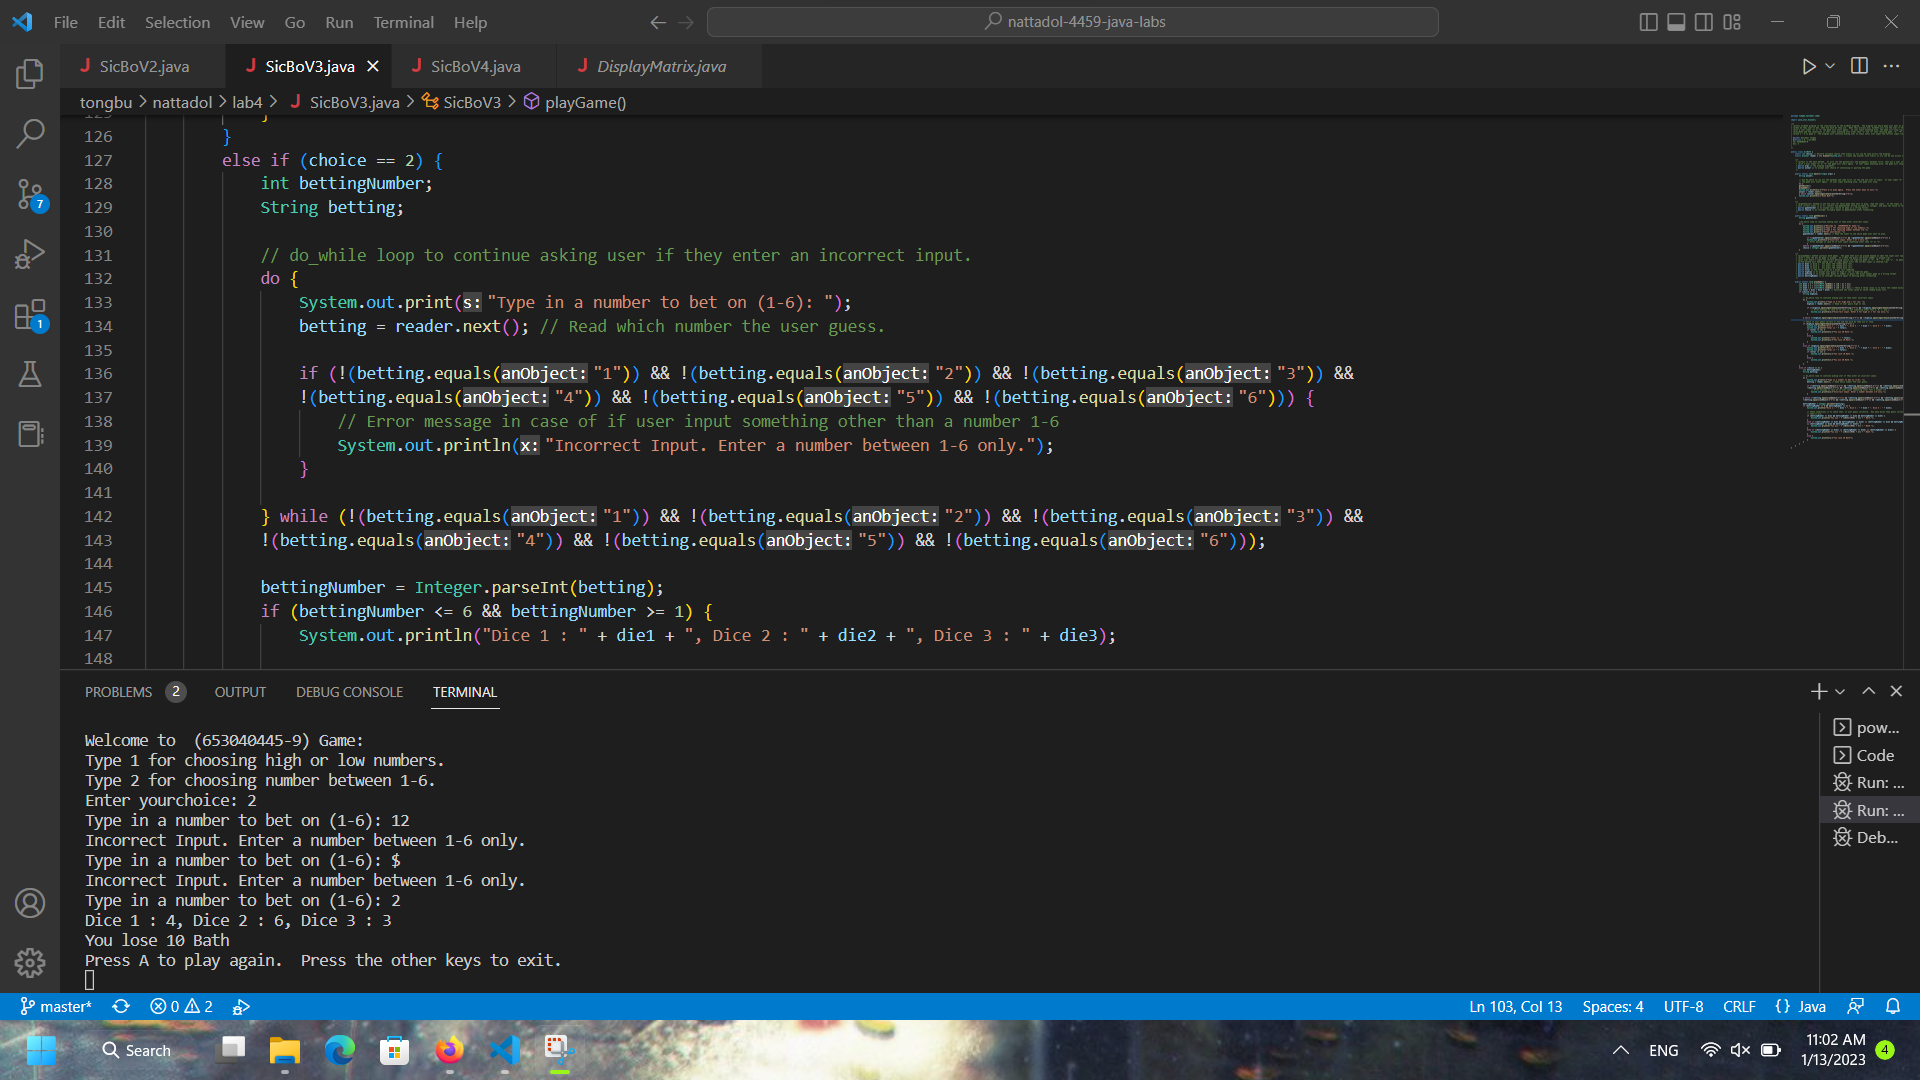 File Edit Selection View Go Run Terminal Help
nattadol-4459-java-labs
SicBoV2.java
SicBoV3.java
SicBoV4.java
DisplayMatrix.java
tongbu > nattadol > lab4 > J SicBoV3.java > SicBoV3 > playGame()
126 }
127 else if (choice == 2) {
128 int bettingNumber;
129 String betting;
130
131 // do_while loop to continue asking user if they enter an incorrect input.
132 do {
133 System.out.print(s: "Type in a number to bet on (1-6): ");
134 betting = reader.next(); // Read which number the user guess.
135
136 if (!(betting.equals(anObject: "1")) && !(betting.equals(anObject: "2")) && !(betting.equals(anObject: "3")) &&
137 !(betting.equals(anObject: "4")) && !(betting.equals(anObject: "5")) && !(betting.equals(anObject: "6"))) {
138 // Error message in case of if user input something other than a number 1-6
139 System.out.println(x: "Incorrect Input. Enter a number between 1-6 only.");
140 }
141
142 } while (!(betting.equals(anObject: "1")) && !(betting.equals(anObject: "2")) && !(betting.equals(anObject: "3")) &&
143 !(betting.equals(anObject: "4")) && !(betting.equals(anObject: "5")) && !(betting.equals(anObject: "6")));
144
145 bettingNumber = Integer.parseInt(betting);
146 if (bettingNumber <= 6 && bettingNumber >= 1) {
147 System.out.println("Dice 1 : " + die1 + ", Dice 2 : " + die2 + ", Dice 3 : " + die3);
148
7
1
PROBLEMS 2 OUTPUT DEBUG CONSOLE TERMINAL
Welcome to  (653040445-9) Game:
Type 1 for choosing high or low numbers.
Type 2 for choosing number between 1-6.
Enter yourchoice: 2
Type in a number to bet on (1-6): 12
Incorrect Input. Enter a number between 1-6 only.
Type in a number to bet on (1-6): $
Incorrect Input. Enter a number between 1-6 only.
Type in a number to bet on (1-6): 2
Dice 1 : 4, Dice 2 : 6, Dice 3 : 3
You lose 10 Bath
Press A to play again.  Press the other keys to exit.
pow...
Code
Run: ...
Run: ...
Deb...
master* 0 2
Ln 103, Col 13 Spaces: 4 UTF-8 CRLF {} Java
Search
ENG
11:02 AM
1/13/2023
4